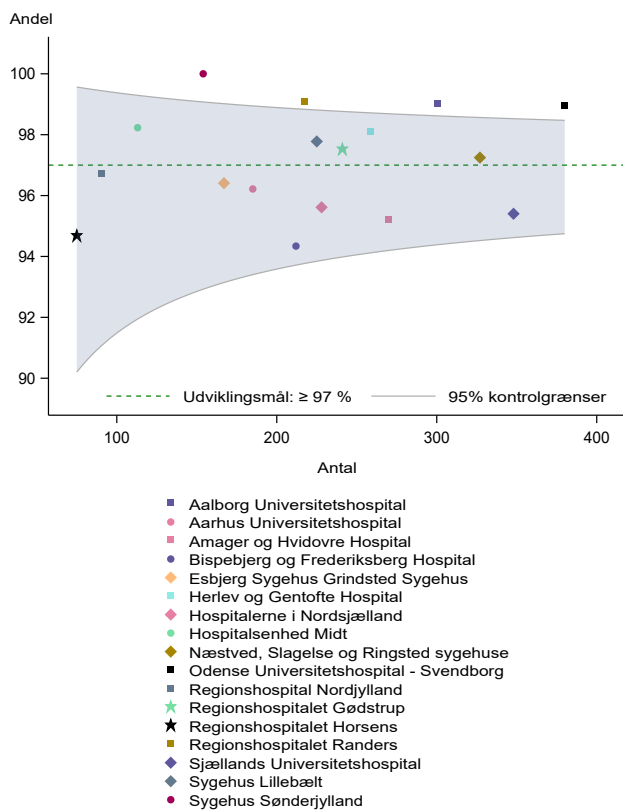 Andel
100
98
96
94
92
90
Udviklingsmål: ≥ 97 % 95% kontrolgrænser
100 200 300 400
Antal
Aalborg Universitetshospital
Aarhus Universitetshospital
Amager og Hvidovre Hospital
Bispebjerg og Frederiksberg Hospital
Esbjerg Sygehus Grindsted Sygehus
Herlev og Gentofte Hospital
Hospitalerne i Nordsjælland
Hospitalsenhed Midt
Næstved, Slagelse og Ringsted sygehuse
Odense Universitetshospital - Svendborg
Regionshospital Nordjylland
Regionshospitalet Gødstrup
Regionshospitalet Horsens
Regionshospitalet Randers
Sjællands Universitetshospital
Sygehus Lillebælt
Sygehus Sønderjylland